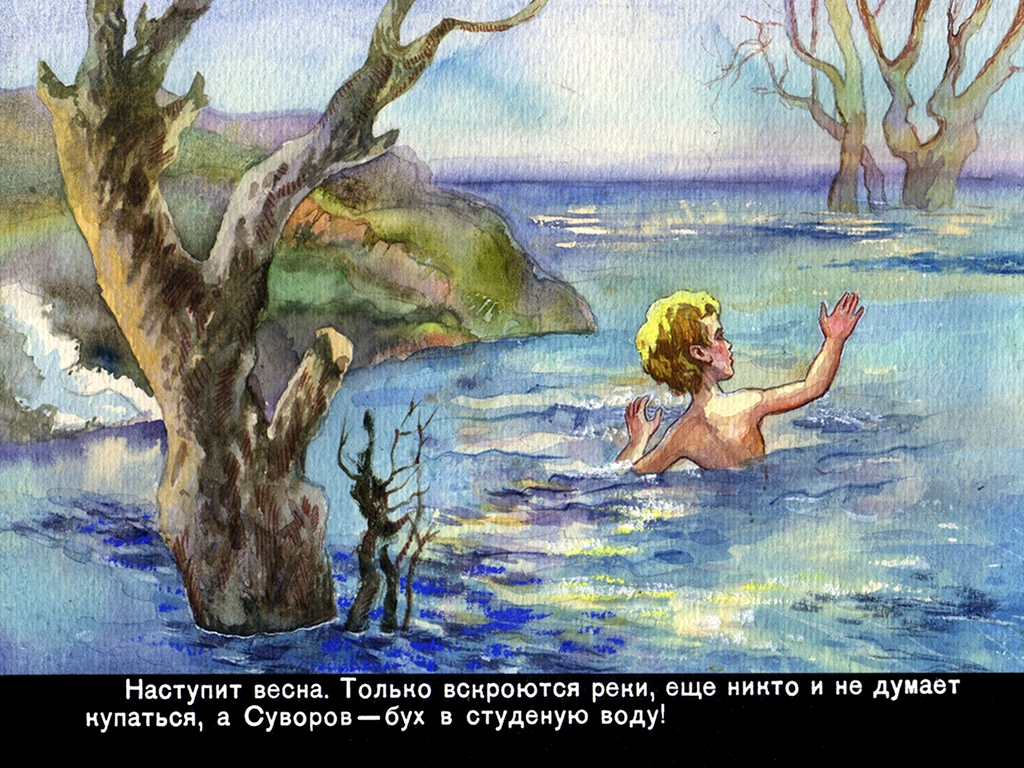 Наступит весна. Только вскроются реки, еще никто и не думает
купаться, а Суворов—бух в студеную воду!